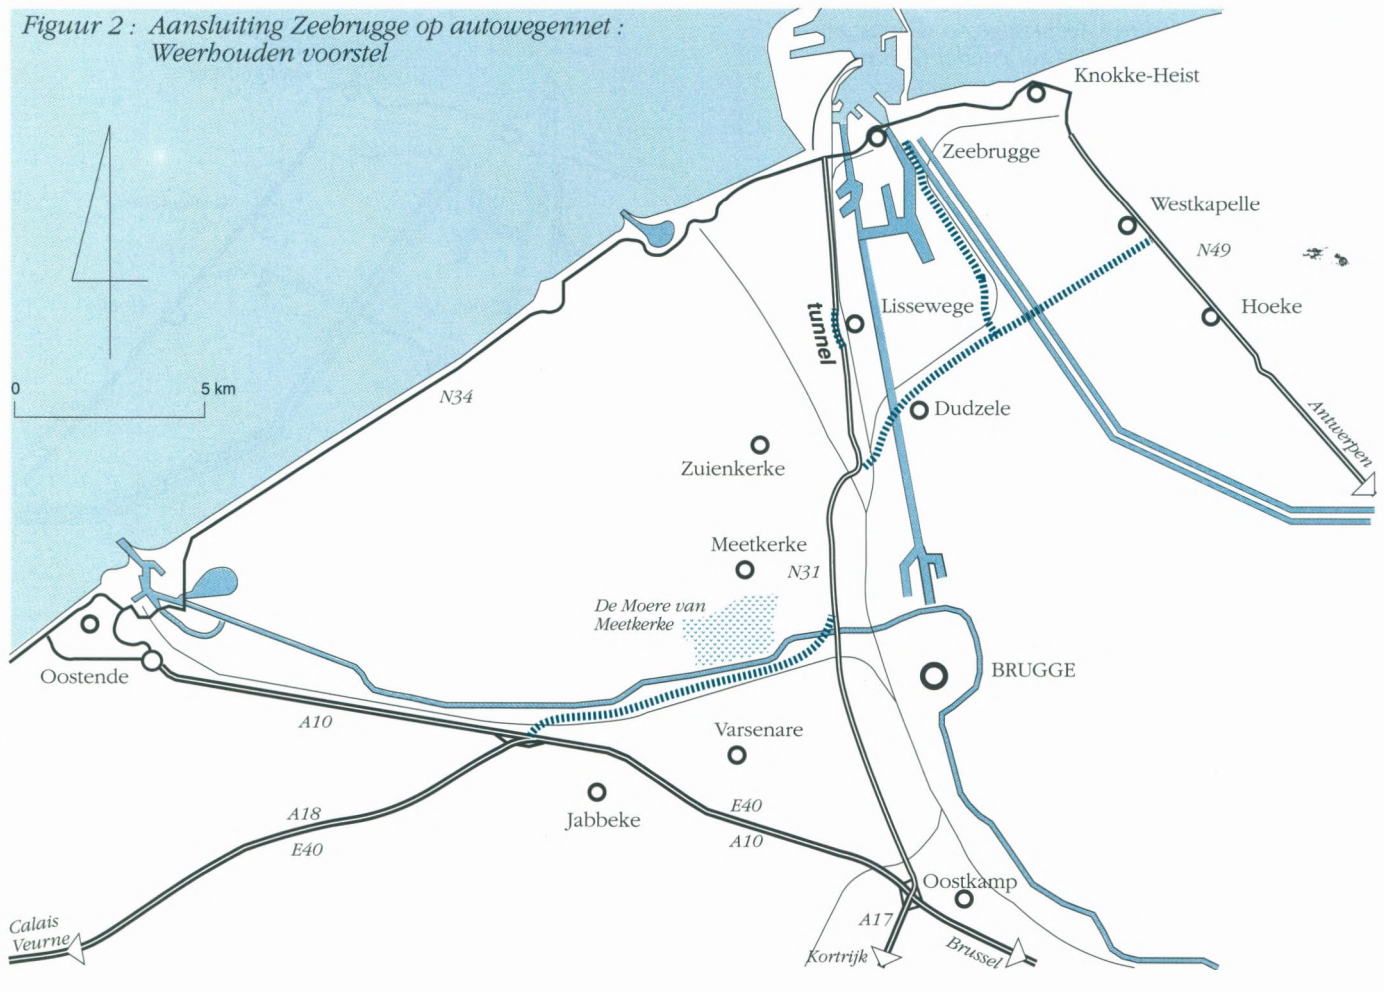 Figuur 2 : Aansluiting Zeebrugge op autowegennet :
Weerhouden voorstel
Knokke-Heist
Zeebrugge
Westkapelle
N49
Hoeke
Lissewege
tunnel
0
5 km
N34
Dudzele
Antwerpen
Zuienkerke
Meetkerke
N31
De Moere van
Meetkerke
Oostende
BRUGGE
A10
Varsenare
A18
E40
Jabbeke
E40
A10
Oostkamp
A17
Calais
Veurne
Kortrijk
Brussel